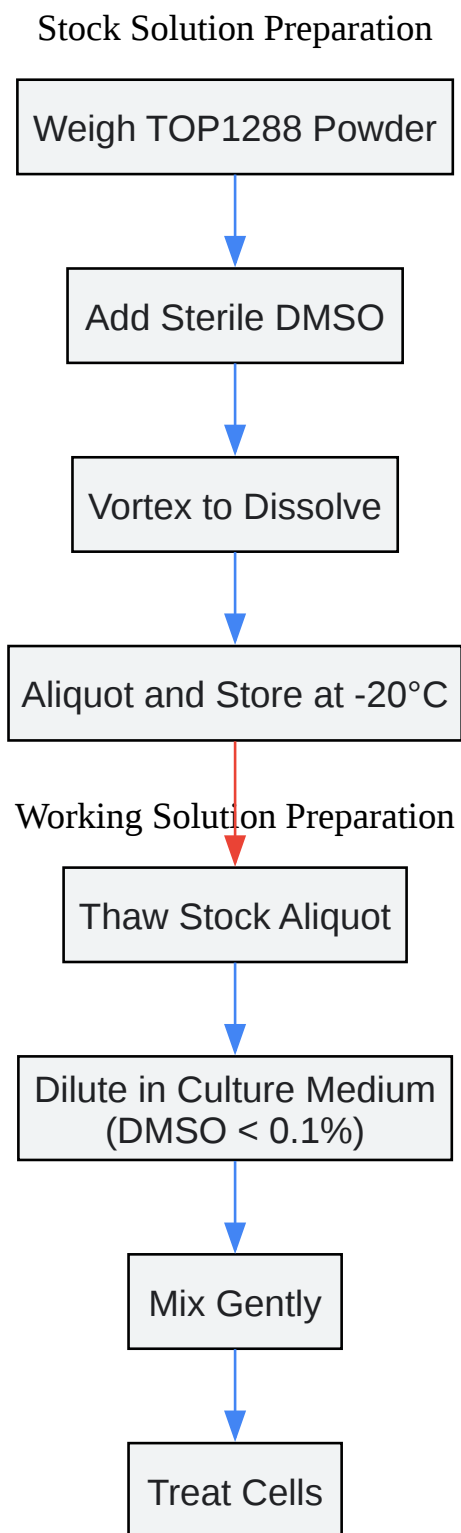 Stock Solution Preparation
Weigh TOP1288 Powder
Add Sterile DMSO
Vortex to Dissolve
Aliquot and Store at -20°C
Working Solution Preparation
Thaw Stock Aliquot
Dilute in Culture Medium
(DMSO < 0.1%)
Mix Gently
Treat Cells